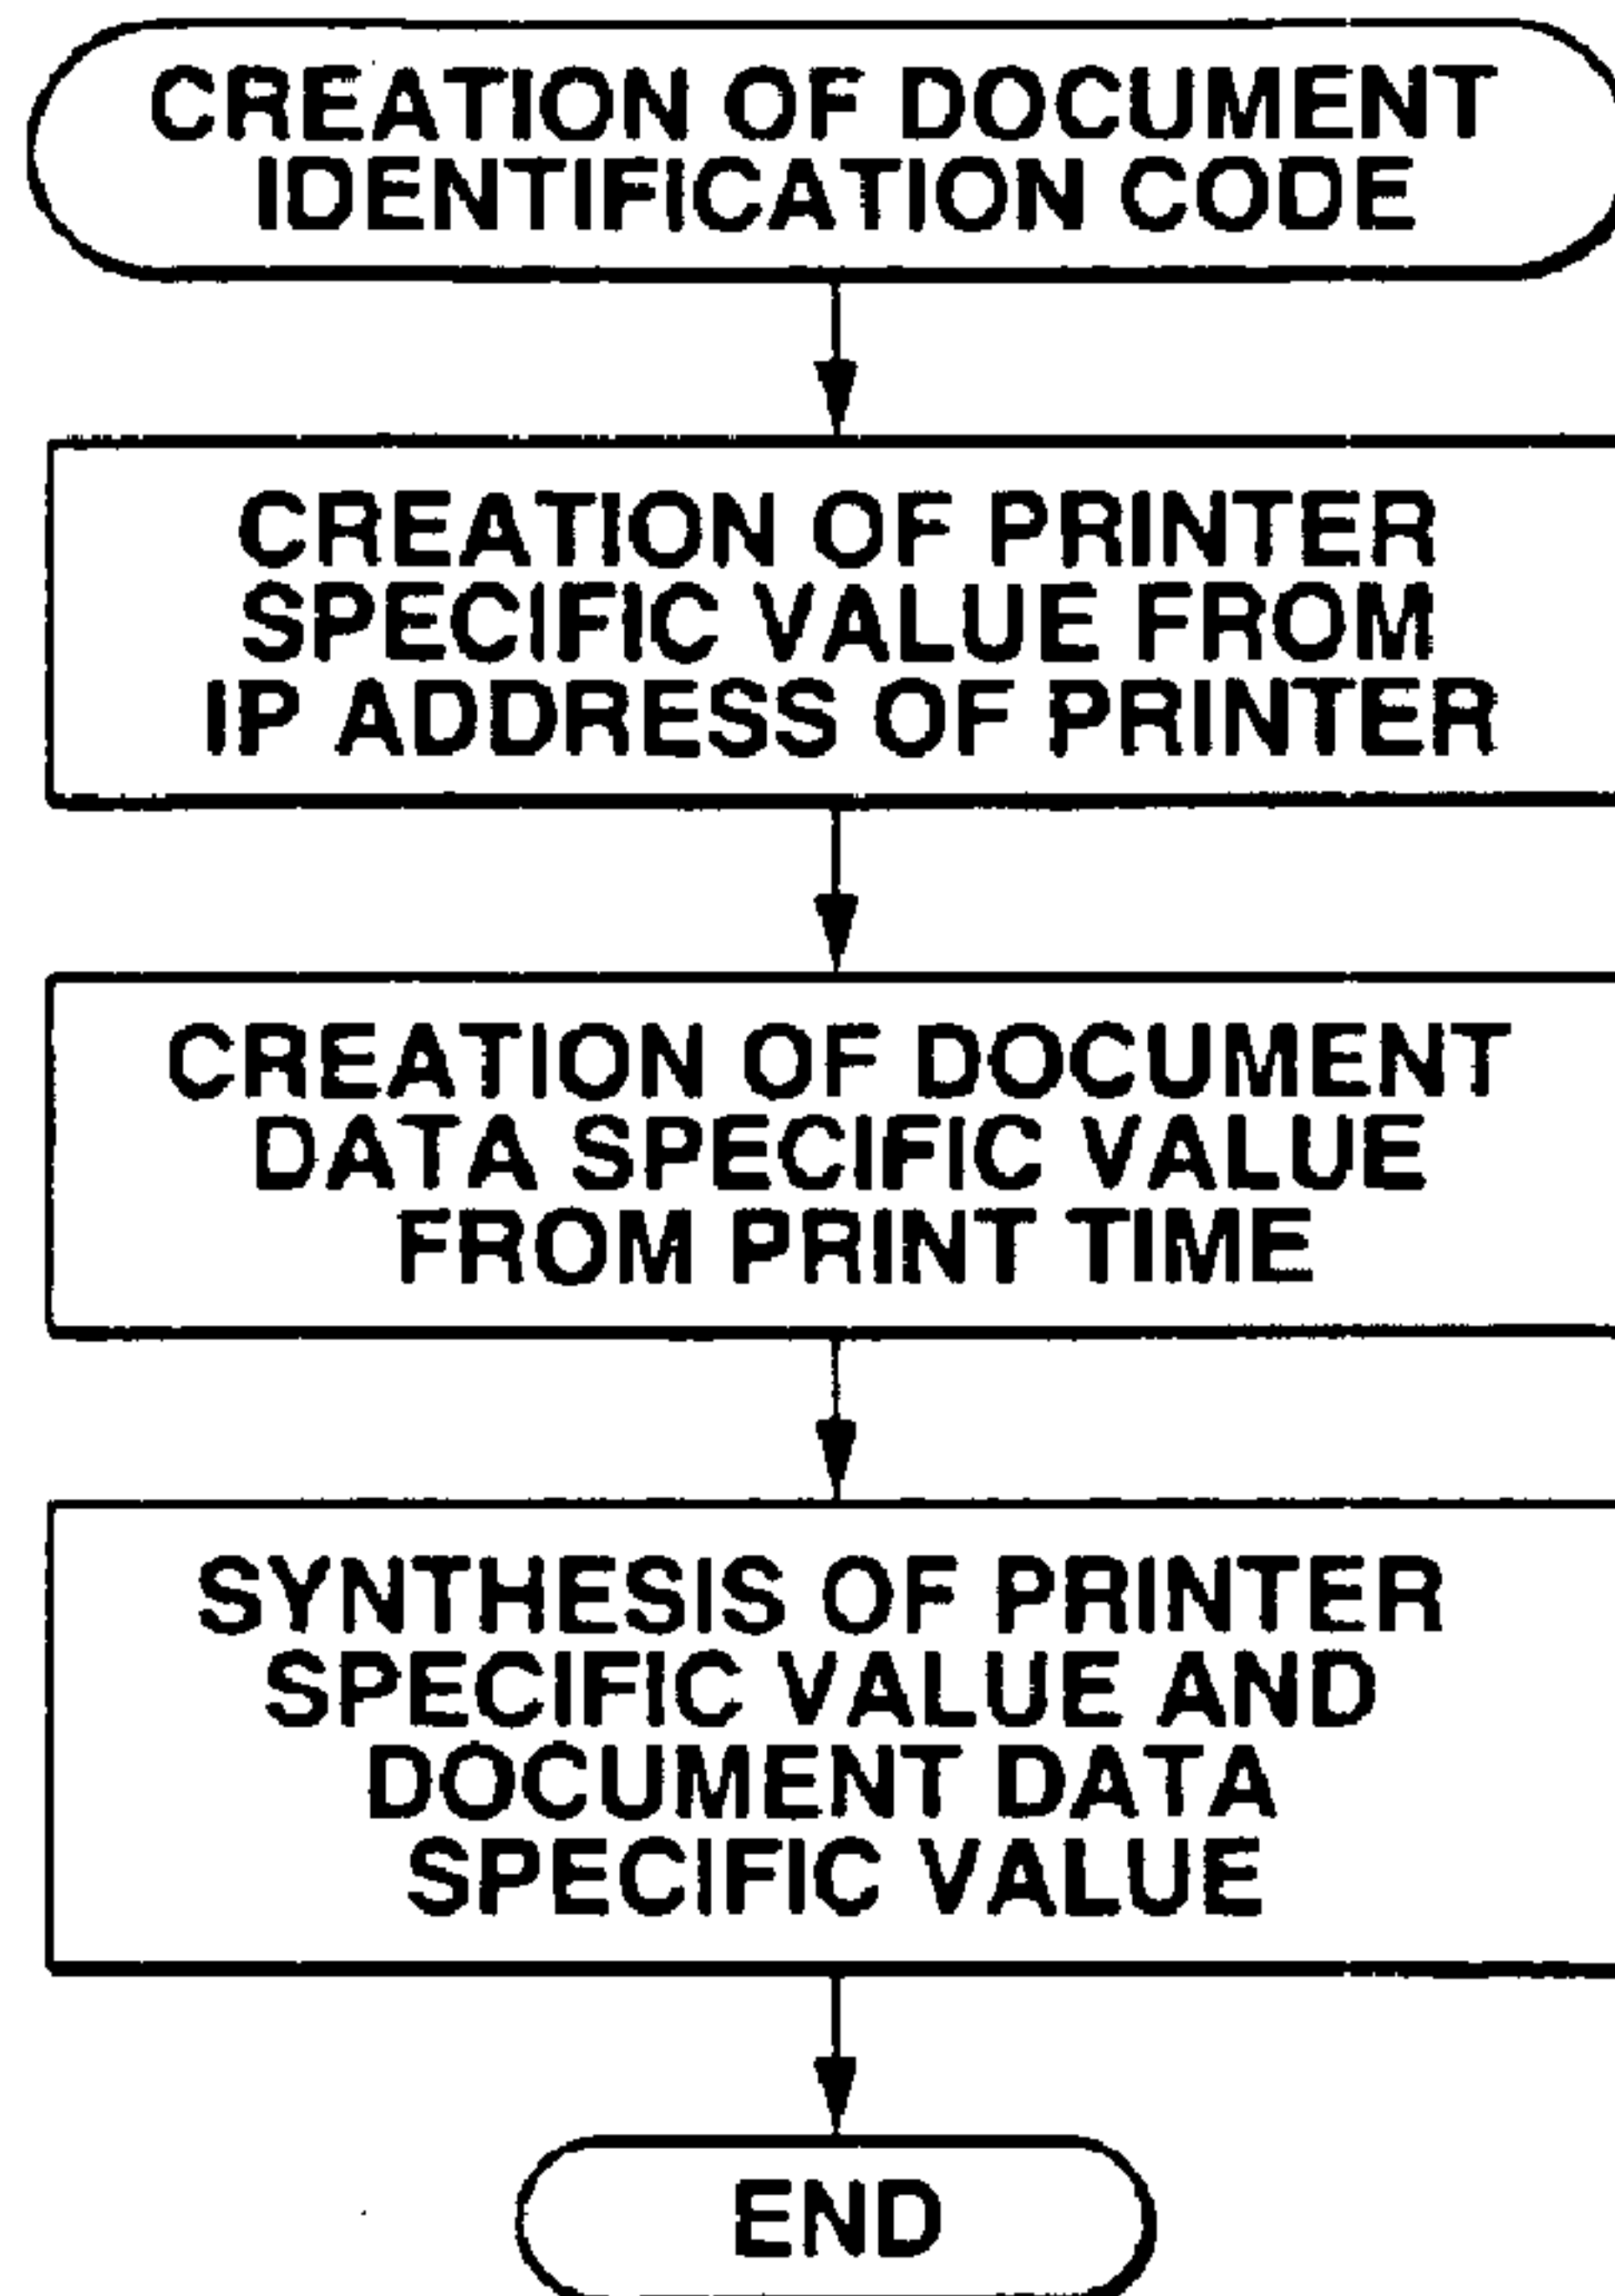 CREATION OF DOCUMENT
IDENTIFICATION CODE
CREATION OF PRINTER
SPECIFIC VALUE FROM
IP ADDRESS OF PRINTER
CREATION OF DOCUMENT
DATA SPECIFIC VALUE
FROM PRINT TIME
SYNTHESIS OF PRINTER
SPECIFIC VALUE AND
DOCUMENT DATA
SPECIFIC VALUE
END